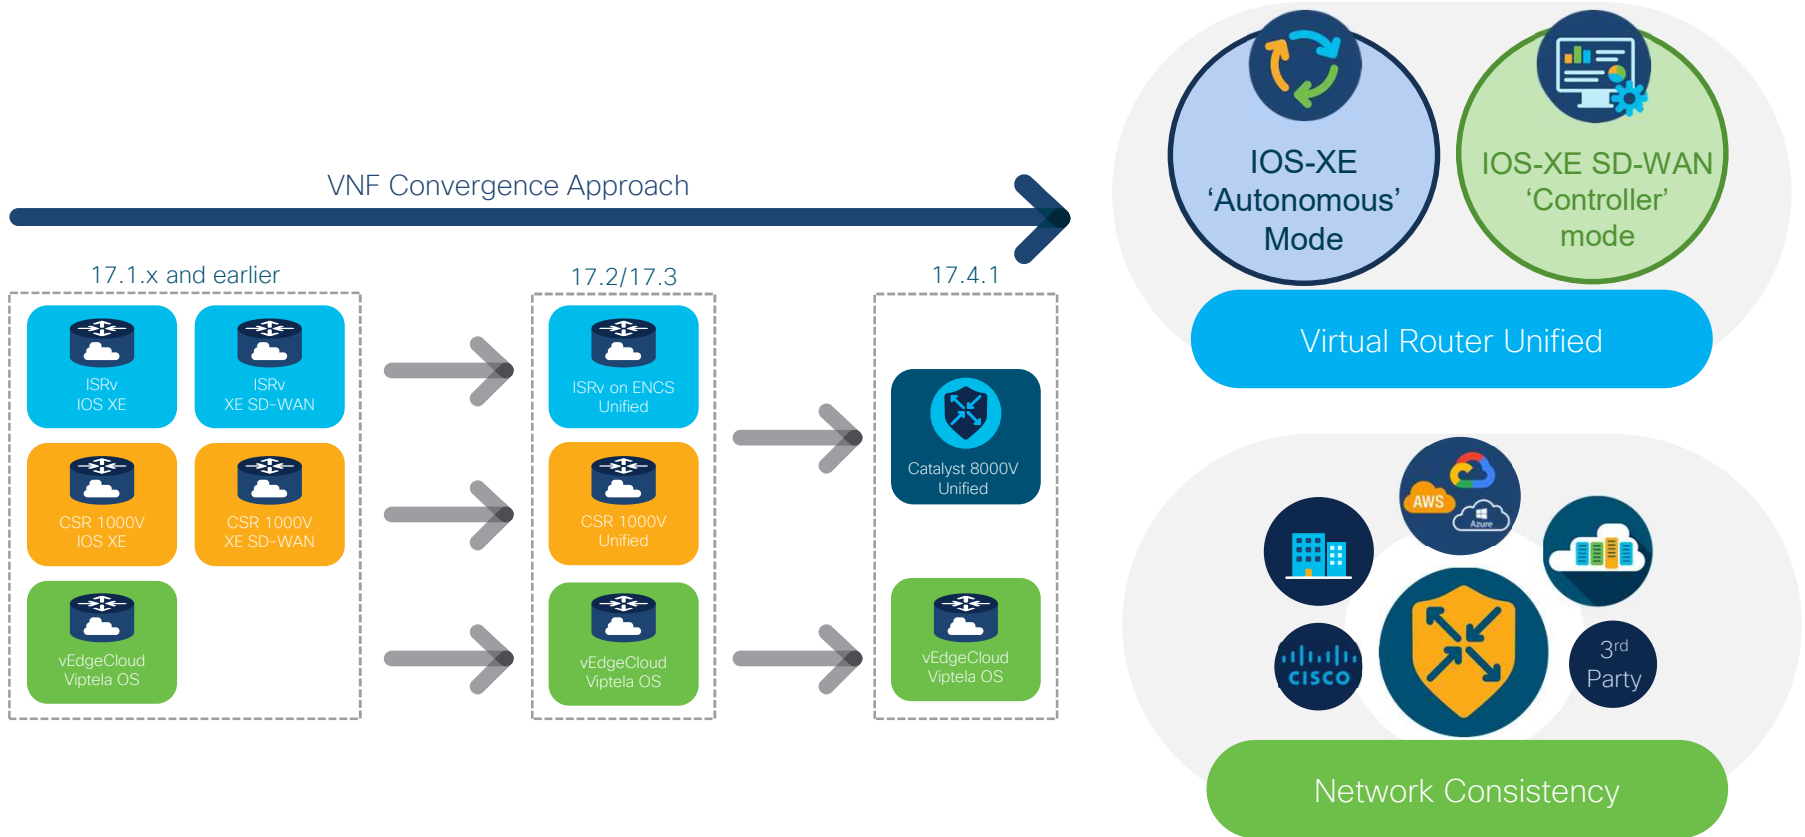 VNF Convergence Approach
17.1.x and earlier
ISRv
IOS XE
ISRv
XE SD-WAN
CSR 1000V
IOS XE
CSR 1000V
XE SD-WAN
vEdgeCloud
Viptela OS
17.2/17.3
ISRv on ENCS
Unified
CSR 1000V
Unified
vEdgeCloud
Viptela OS
17.4.1
Catalyst 8000V
Unified
vEdgeCloud
Viptela OS
IOS-XE
‘Autonomous’
Mode
IOS-XE SD-WAN
‘Controller’
mode
Virtual Router Unified
AWS
Azure
CISCO
3rd
Party
Network Consistency